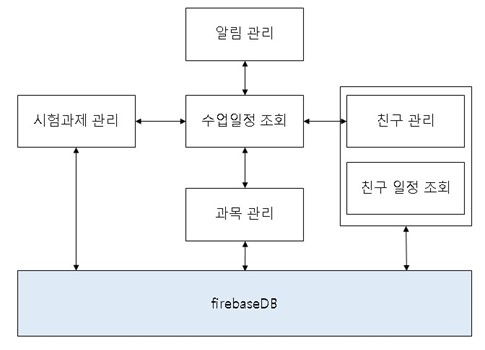 알림 관리
시험과제 관리
수업일정 조회
친구 관리
친구 일정 조회
과목 관리
firebaseDB